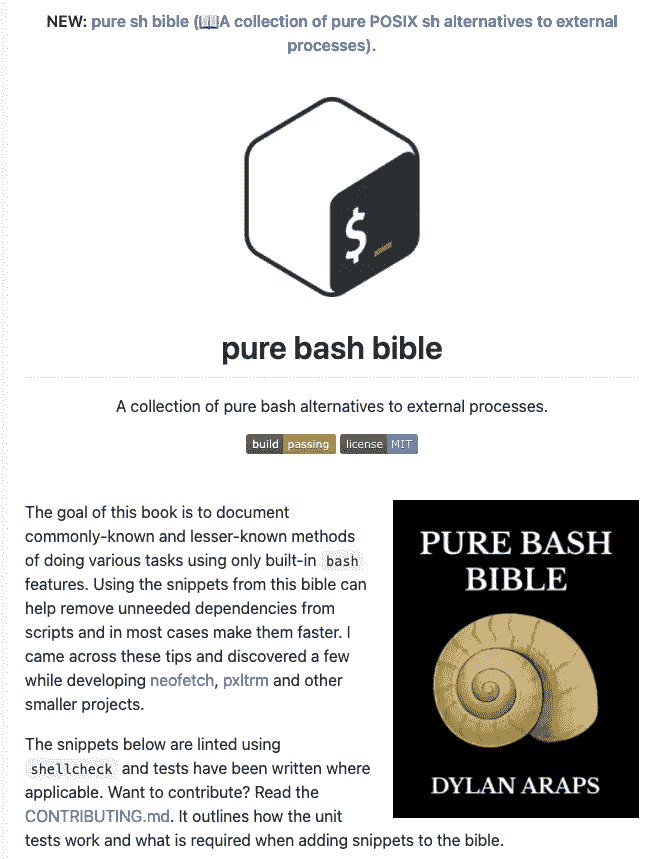 NEW: pure sh bible (📖A collection of pure POSIX sh alternatives to external
processes).
$_
pure bash bible
A collection of pure bash alternatives to external processes.
build passing license MIT
The goal of this book is to document
commonly-known and lesser-known methods
of doing various tasks using only built-in bash
features. Using the snippets from this bible can
help remove unneeded dependencies from
scripts and in most cases make them faster. I
came across these tips and discovered a few
while developing neofetch, pxltrm and other
smaller projects.
The snippets below are linted using
shellcheck and tests have been written where
applicable. Want to contribute? Read the
CONTRIBUTING.md. It outlines how the unit
tests work and what is required when adding snippets to the bible.
PURE BASH
BIBLE
DYLAN ARAPS